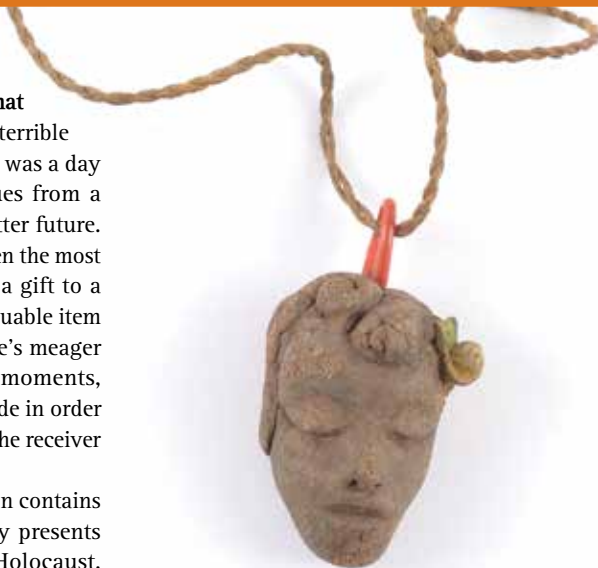 hat
terrible
was a day
ues from a
tter future.
en the most
a gift to a
uable item
e's meager
moments,
de in order
he receiver
n contains
y presents
Holocaust.